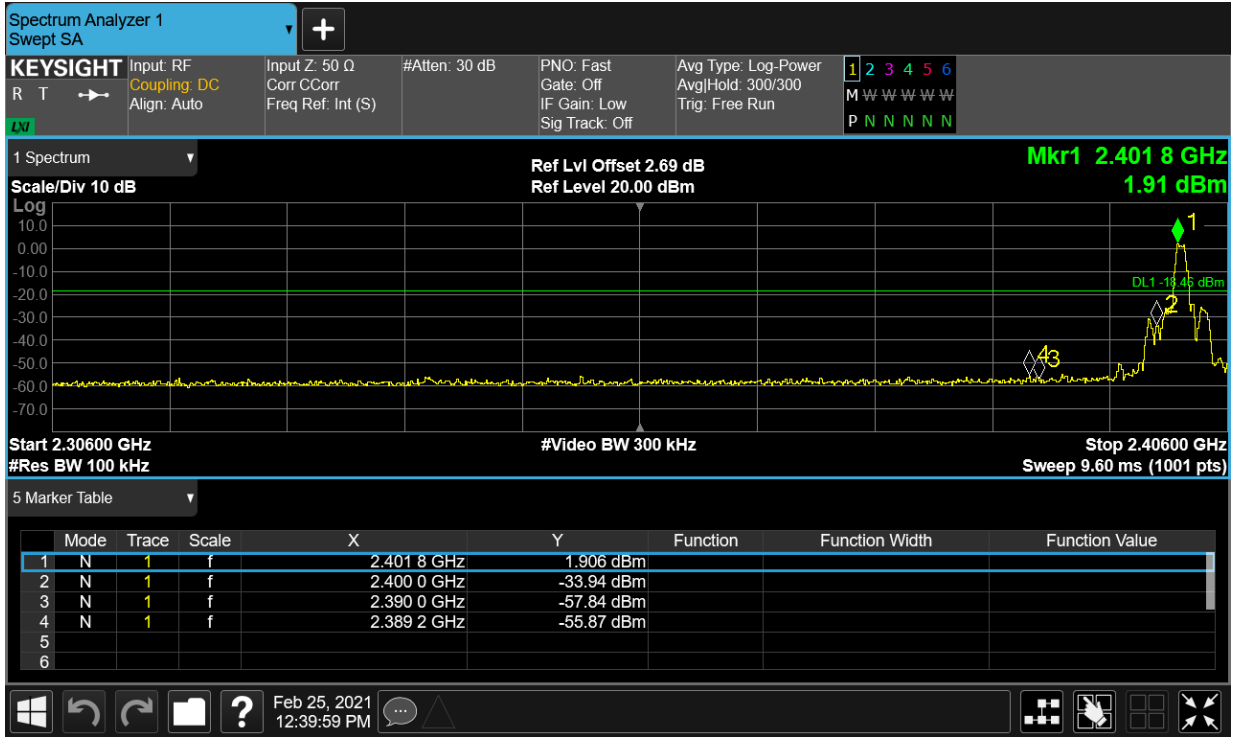 Spectrum Analyzer 1
Swept SA
KEYSIGHT
R T
LXI
Input: RF
Coupling: DC
Align: Auto
Input Z: 50 Ω
Corr CCorr
Freq Ref: Int (S)
#Atten: 30 dB
PNO: Fast
Gate: Off
IF Gain: Low
Sig Track: Off
Avg Type: Log-Power
Avg|Hold: 300/300
Trig: Free Run
1 2 3 4 5 6
M W W W W W
P N N N N N
1 Spectrum
Scale/Div 10 dB
Ref Lvl Offset 2.69 dB
Ref Level 20.00 dBm
Mkr1 2.401 8 GHz
1.91 dBm
Log
10.0
0.00
-10.0
-20.0
-30.0
-40.0
-50.0
-60.0
-70.0
1
DL1 -18.46 dBm
2
43
Start 2.30600 GHz
#Video BW 300 kHz
Stop 2.40600 GHz
#Res BW 100 kHz
Sweep 9.60 ms (1001 pts)
5 Marker Table
Mode Trace Scale X Y Function Function Width Function Value
1 N 1 f 2.401 8 GHz 1.906 dBm
2 N 1 f 2.400 0 GHz -33.94 dBm
3 N 1 f 2.390 0 GHz -57.84 dBm
4 N 1 f 2.389 2 GHz -55.87 dBm
5
6
?
Feb 25, 2021
12:39:59 PM